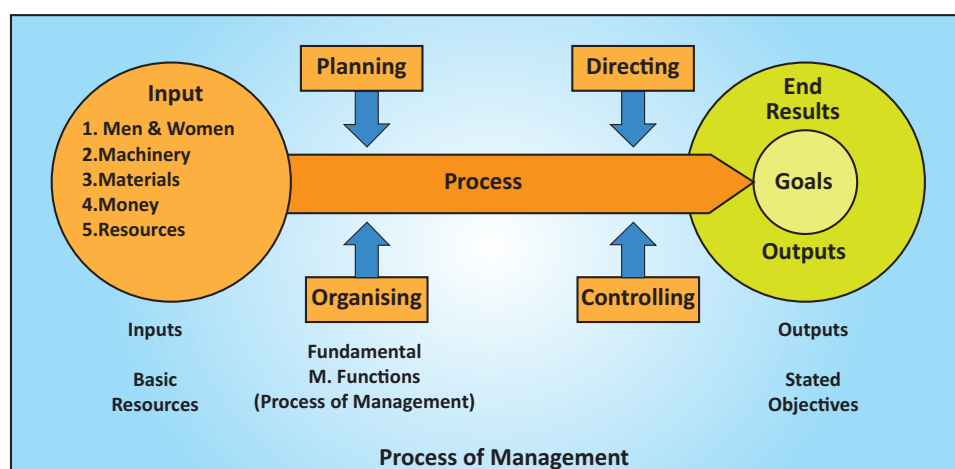 Input
1. Men & Women
2.Machinery
3.Materials
4.Money
5.Resources
Planning
Directing
Process
Organising
Controlling
End
Results
Goals
Outputs
Inputs
Basic
Resources
Fundamental
M. Functions
(Process of Management)
Outputs
Stated
Objectives
Process of Management